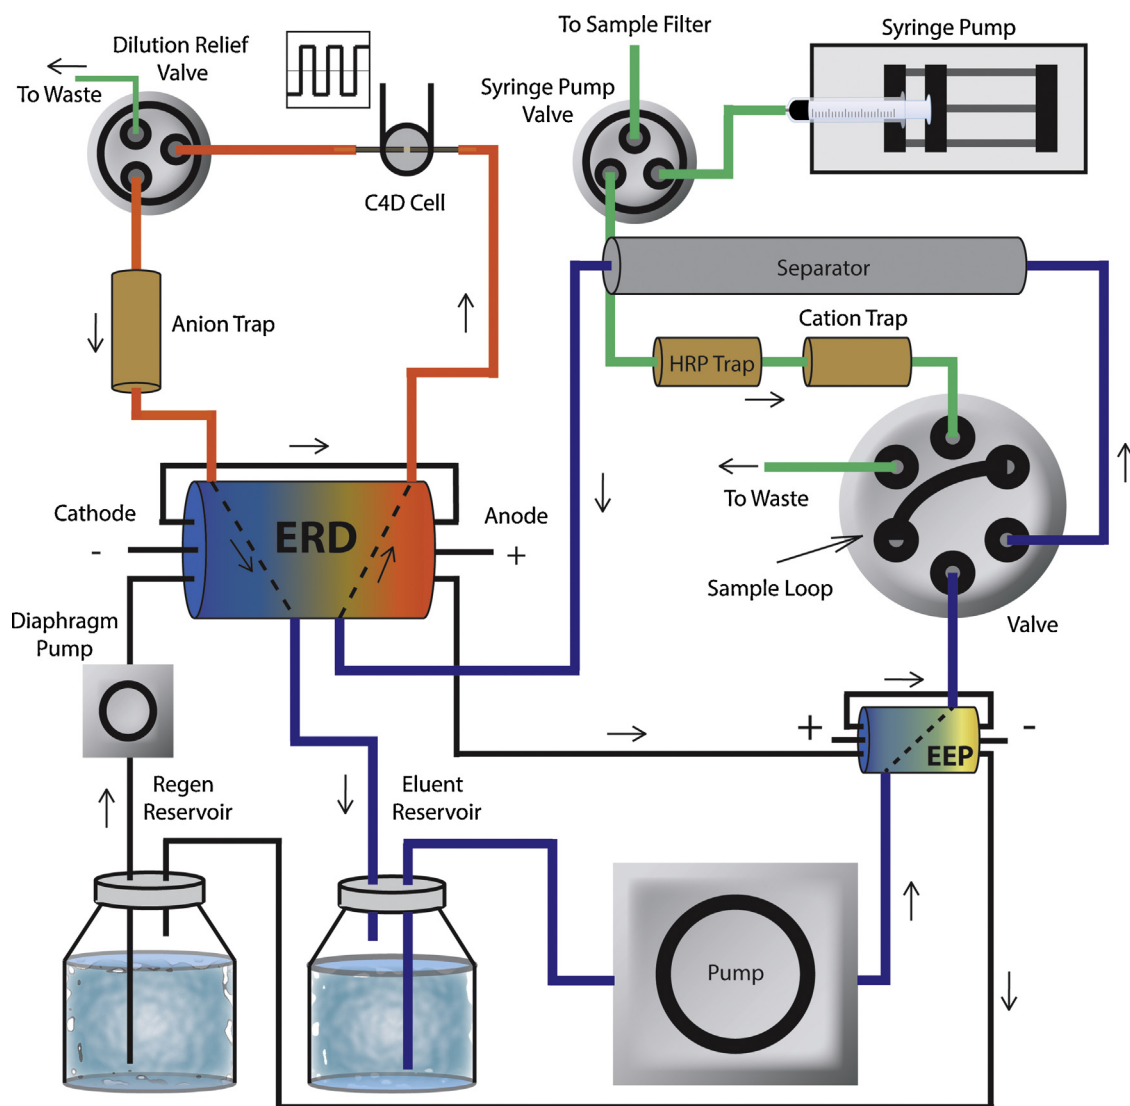 Dilution Relief
Valve
To Waste
C4D Cell
To Sample Filter
Syringe Pump
Valve
Syringe Pump
Separator
Anion Trap
HRP Trap
Cation Trap
To Waste
Sample Loop
Valve
Cathode
-
ERD
Anode
+
Diaphragm
Pump
+
EEP
-
Regen
Reservoir
Eluent
Reservoir
Pump